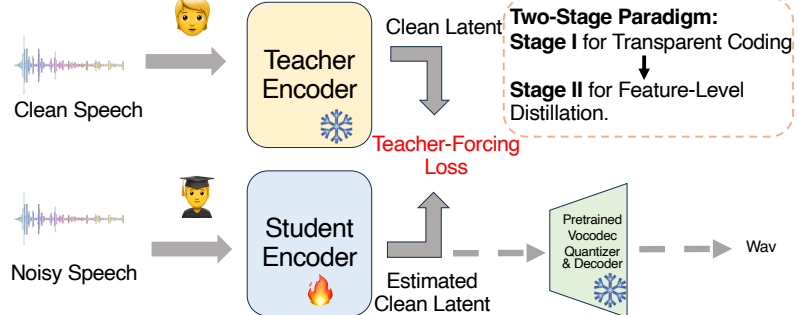 Clean Speech
Teacher
Encoder
Clean Latent
Two-Stage Paradigm:
Stage I for Transparent Coding
Stage II for Feature-Level
Distillation.
Teacher-Forcing
Loss
Noisy Speech
Student
Encoder
Estimated
Clean Latent
Pretrained
Vocodec
Quantizer
& Decoder
Wav